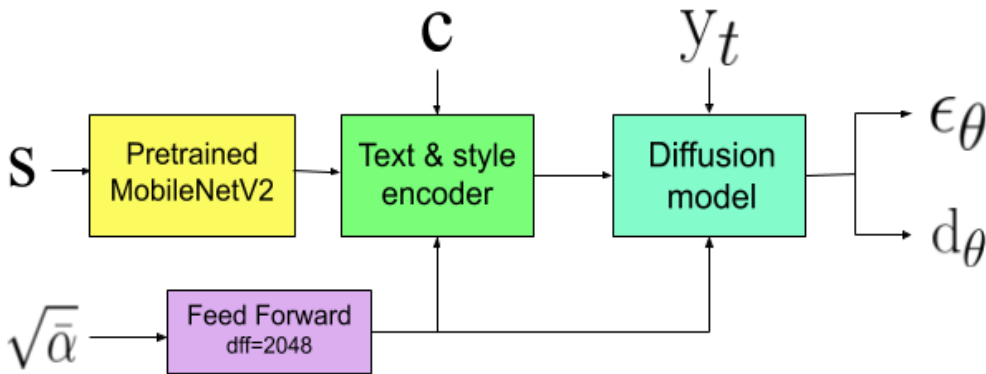 c
y_t
s
Pretrained
MobileNetV2
Text & style
encoder
Diffusion
model
ϵ_θ
d_θ
√ᾱ
Feed Forward
dff=2048